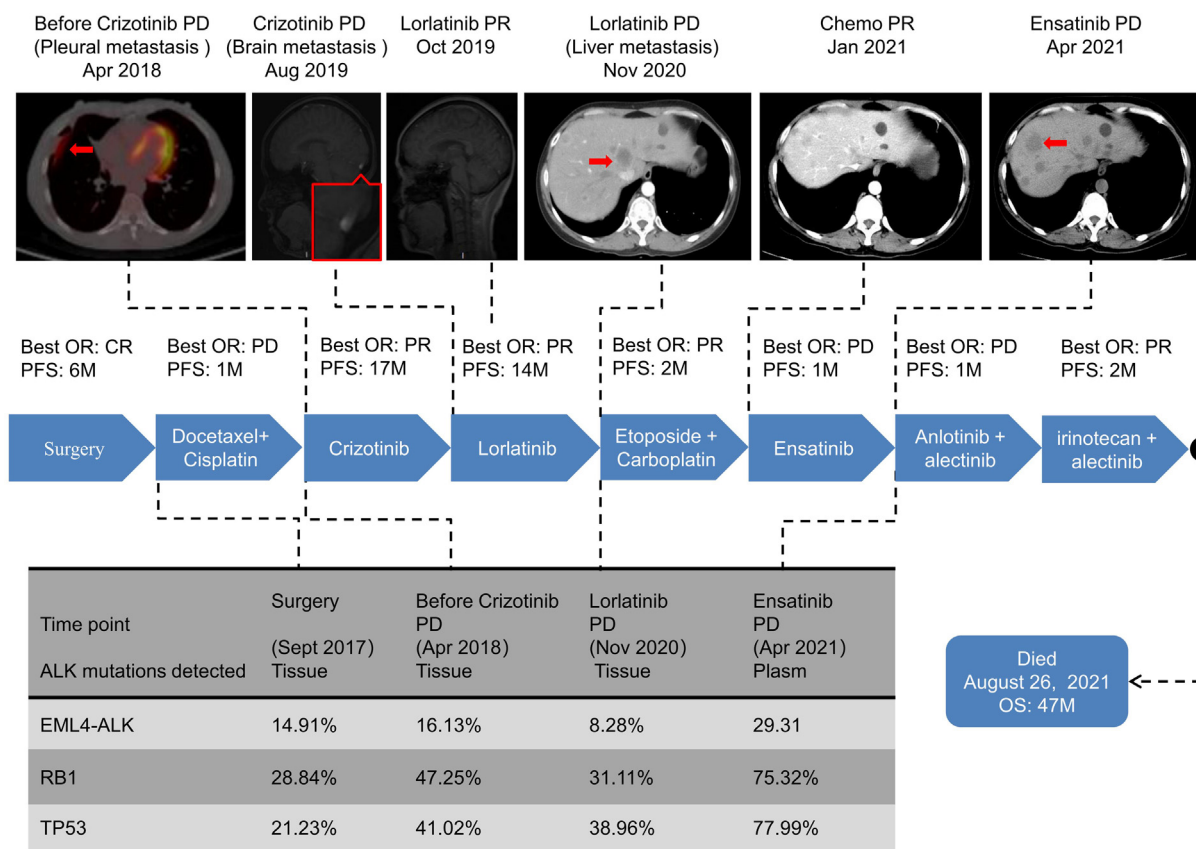 Before Crizotinib PD
(Pleural metastasis )
Apr 2018
Crizotinib PD
(Brain metastasis )
Aug 2019
Lorlatinib PR
Oct 2019
Lorlatinib PD
(Liver metastasis)
Nov 2020
Chemo PR
Jan 2021
Ensatinib PD
Apr 2021
Best OR: CR
PFS: 6M
Best OR: PD
PFS: 1M
Best OR: PR
PFS: 17M
Best OR: PR
PFS: 14M
Best OR: PR
PFS: 2M
Best OR: PD
PFS: 1M
Best OR: PD
PFS: 1M
Best OR: PR
PFS: 2M
Surgery
Docetaxel+
Cisplatin
Crizotinib
Lorlatinib
Etoposide +
Carboplatin
Ensatinib
Anlotinib +
alectinib
irinotecan +
alectinib
Time point
ALK mutations detected
Surgery
(Sept 2017)
Tissue
Before Crizotinib
PD
(Apr 2018)
Tissue
Lorlatinib
PD
(Nov 2020)
Tissue
Ensatinib
PD
(Apr 2021)
Plasm
EML4-ALK 14.91% 16.13% 8.28% 29.31
RB1 28.84% 47.25% 31.11% 75.32%
TP53 21.23% 41.02% 38.96% 77.99%
Died
August 26, 2021
OS: 47M